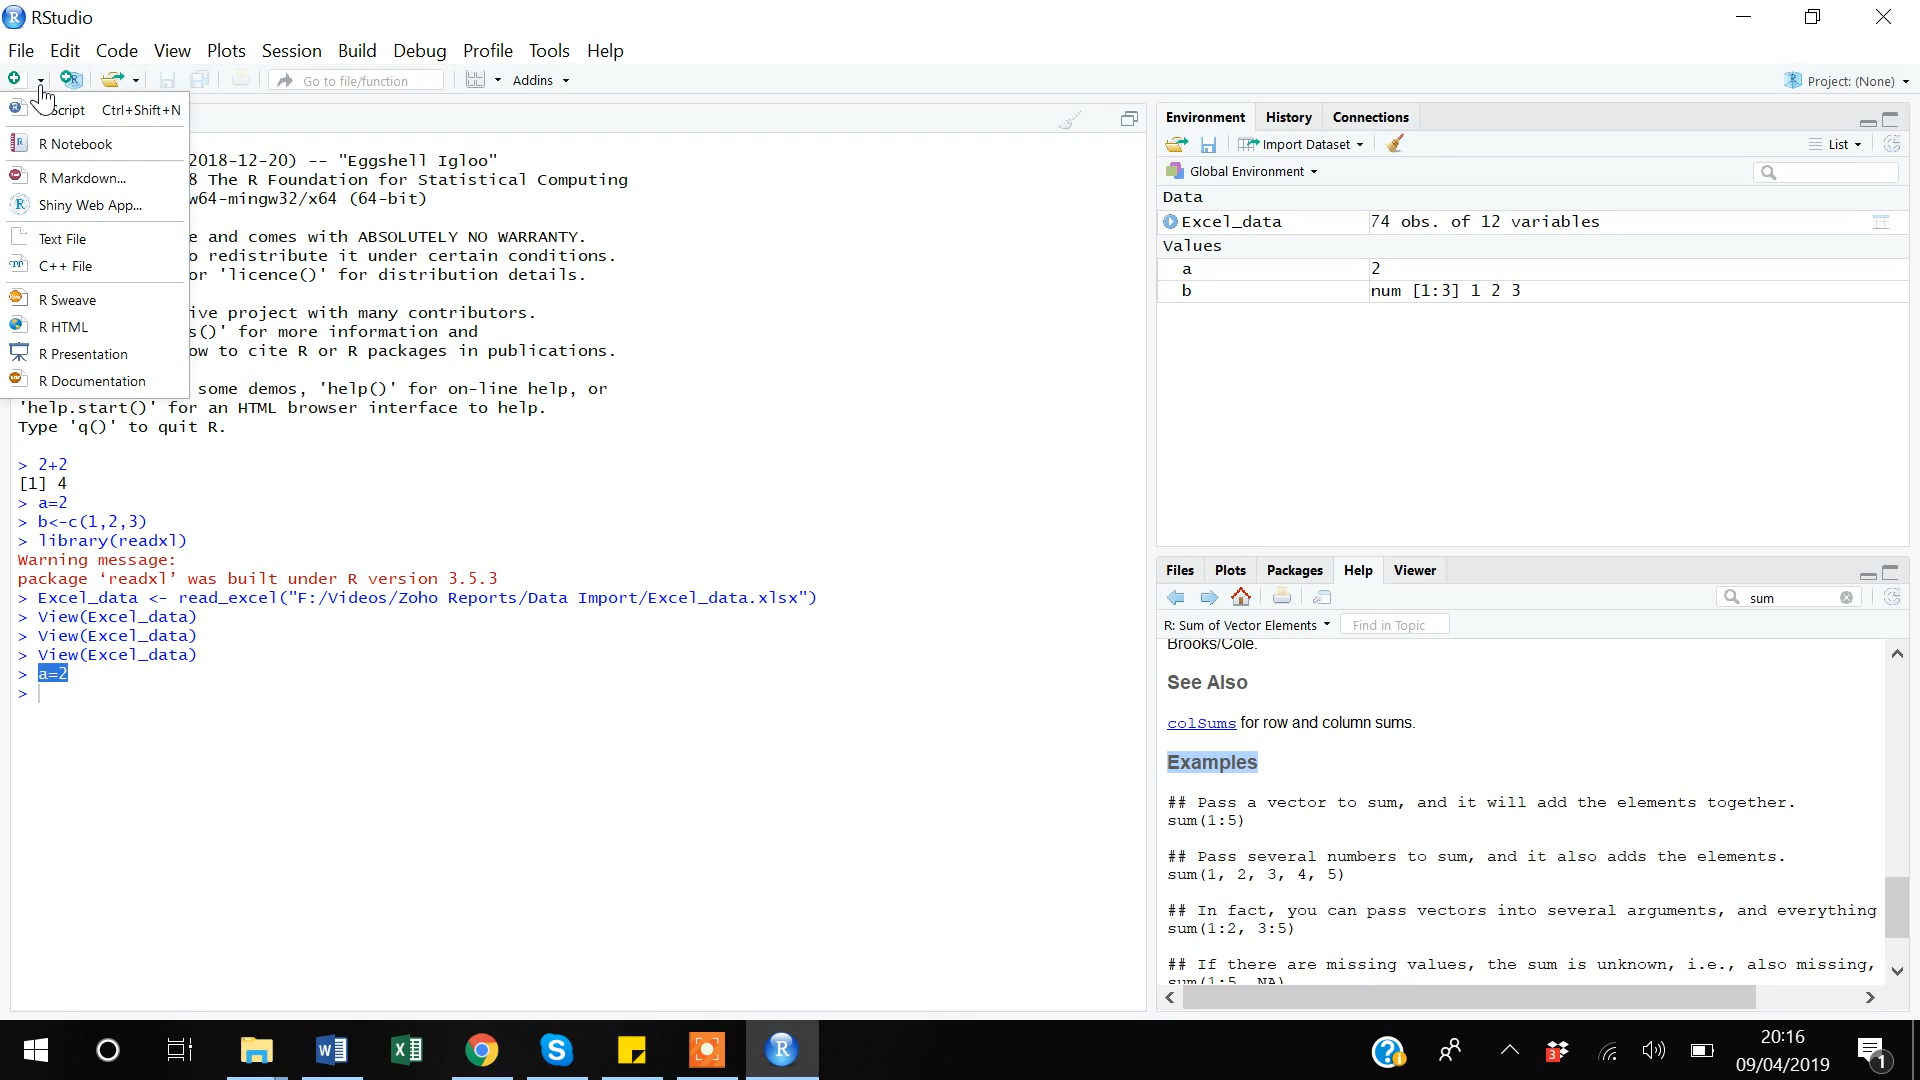 RStudio
File Edit Code View Plots Session Build Debug Profile Tools Help
Go to file/function Addins Project: (None)
Script Ctrl+Shift+N
R Notebook
R Markdown...
Shiny Web App...
Text File
C++ File
R Sweave
R HTML
R Presentation
R Documentation
2018-12-20) -- "Eggshell Igloo"
8 The R Foundation for Statistical Computing
w64-mingw32/x64 (64-bit)
e and comes with ABSOLUTELY NO WARRANTY.
o redistribute it under certain conditions.
or 'licence()' for distribution details.
ive project with many contributors.
s()' for more information and
ow to cite R or R packages in publications.
some demos, 'help()' for on-line help, or
'help.start()' for an HTML browser interface to help.
Type 'q()' to quit R.
> 2+2
[1] 4
> a=2
> b<-c(1,2,3)
> library(readxl)
Warning message:
package ‘readxl’ was built under R version 3.5.3
> Excel_data <- read_excel("F:/Videos/Zoho Reports/Data Import/Excel_data.xlsx")
> View(Excel_data)
> View(Excel_data)
> View(Excel_data)
> a=2
>
Environment History Connections
Import Dataset List
Global Environment
Data
Excel_data 74 obs. of 12 variables
Values
a 2
b num [1:3] 1 2 3
Files Plots Packages Help Viewer
sum
R: Sum of Vector Elements Find in Topic
Brooks/Cole.
See Also
colSums for row and column sums.
Examples
## Pass a vector to sum, and it will add the elements together.
sum(1:5)
## Pass several numbers to sum, and it also adds the elements.
sum(1, 2, 3, 4, 5)
## In fact, you can pass vectors into several arguments, and everything
sum(1:2, 3:5)
## If there are missing values, the sum is unknown, i.e., also missing,
sum(1:5, NA)
20:16
09/04/2019
3
1